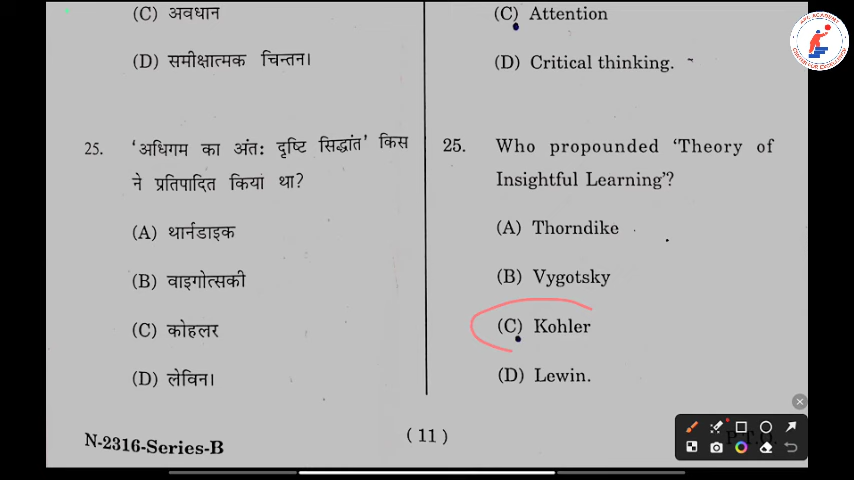 (C) अवधान
(D) समीक्षात्मक चिन्तन।
25. 'अधिगम का अंत: दृष्टि सिद्धांत' किस
ने प्रतिपादित किया था?
(A) थार्नडाइक
(B) वाइगोत्सकी
(C) कोहलर
(D) लेविन।
N-2316-Series-B
(C) Attention
(D) Critical thinking.
25. Who propounded 'Theory of
Insightful Learning'?
(A) Thorndike
(B) Vygotsky
(C) Kohler
(D) Lewin.
(11)
P.T.O.